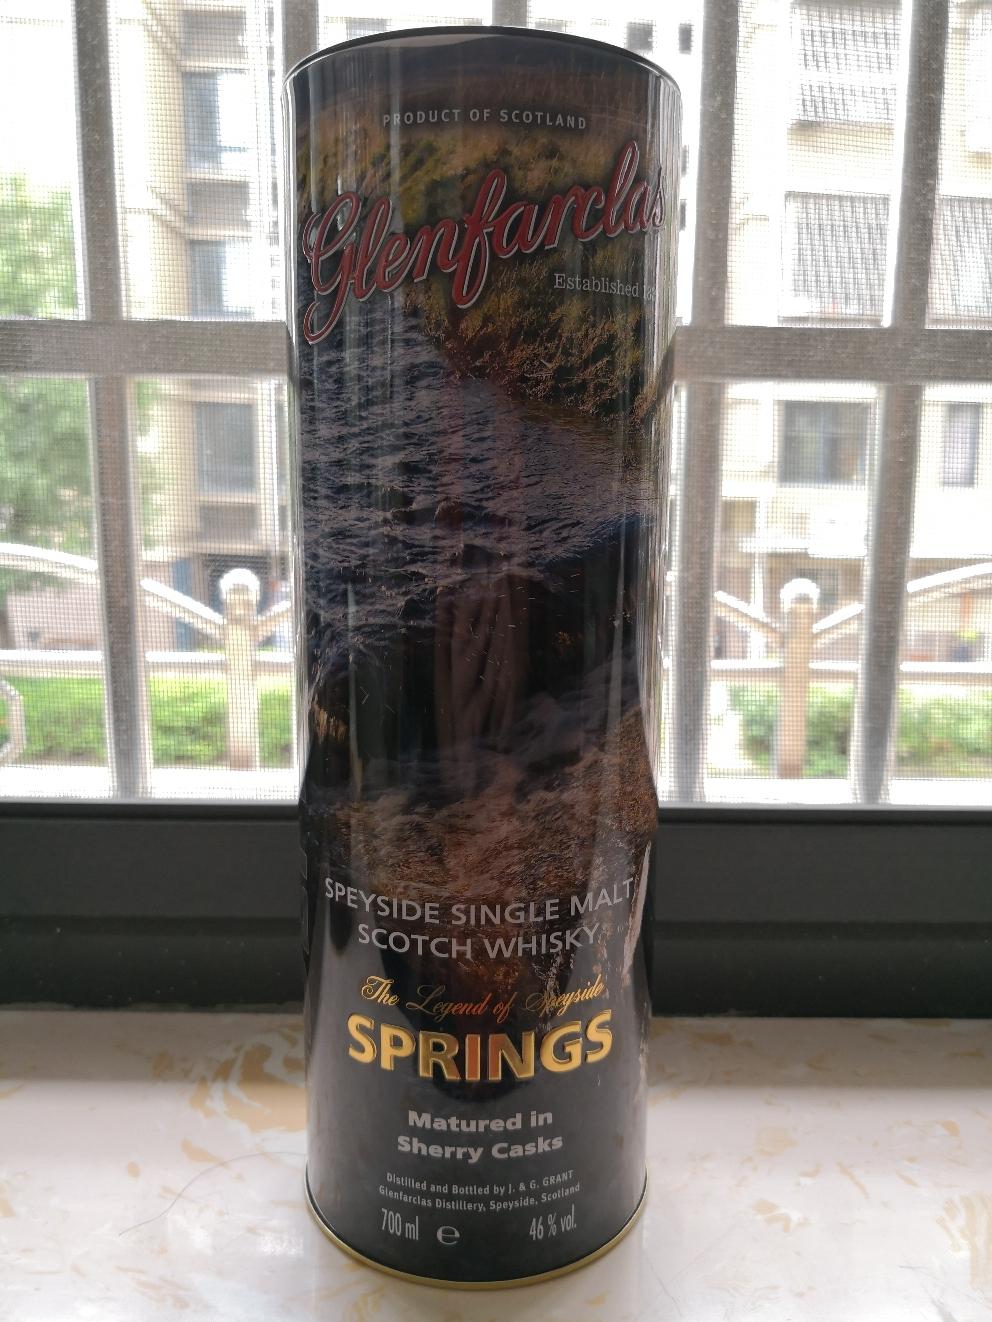 PRODUCT OF SCOTLAND
Glenfarclas
Established
SPEYSIDE SINGLE MALT
SCOTCH WHISKY
The Legend of Speyside
SPRINGS
Matured in
Sherry Casks
Distilled and Bottled by J. & G. GRANT
Glenfarclas Distillery, Speyside, Scotland
700 ml e 46 % vol.